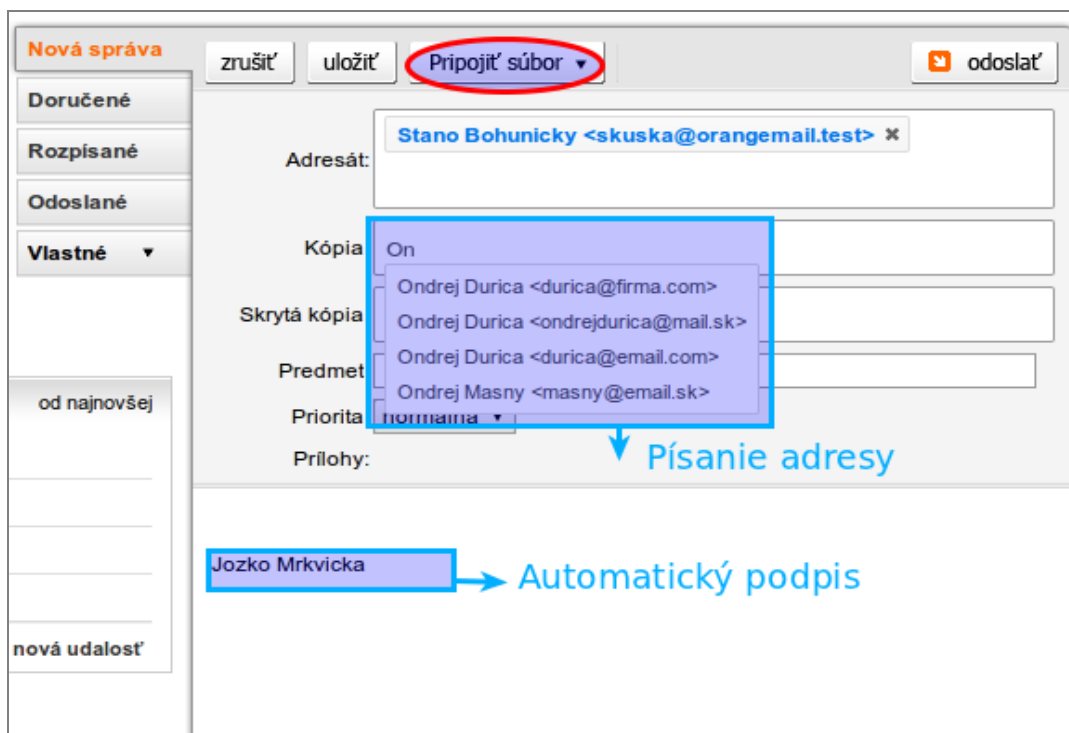 Nová správa
zrušiť uložiť Pripojiť súbor ▼ odoslať
Doručené
Rozpísané
Odoslané
Vlastné ▼
od najnovšej
nová udalosť
Adresát: Stano Bohunicky <skuska@orangemail.test> ✖
Kópia On
Ondrej Durica <durica@firma.com>
Skrytá kópia
Ondrej Durica <ondrejdurica@mail.sk>
Ondrej Durica <durica@email.com>
Predmet
Ondrej Masny <masny@email.sk>
Priorita normálna ▼
Písanie adresy
Prílohy:
Jozko Mrkvicka
Automatický podpis